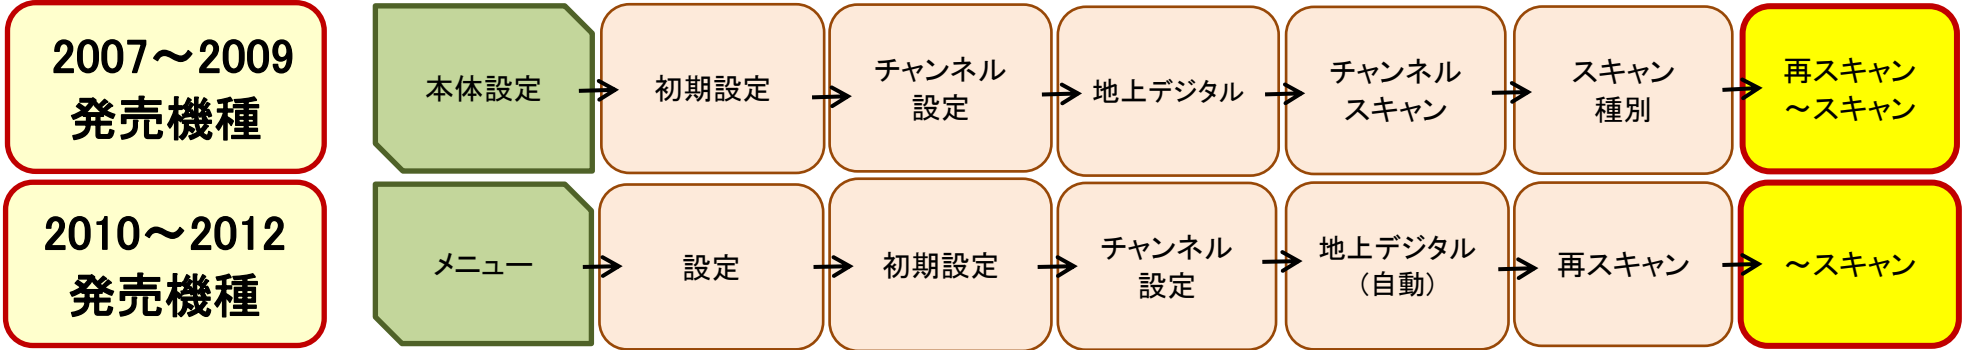 2007～2009
発売機種
本体設定
初期設定
チャンネル
設定
地上デジタル
チャンネル
スキャン
スキャン
種別
再スキャン
～スキャン
2010～2012
発売機種
メニュー
設定
初期設定
チャンネル
設定
地上デジタル
（自動）
再スキャン
～スキャン